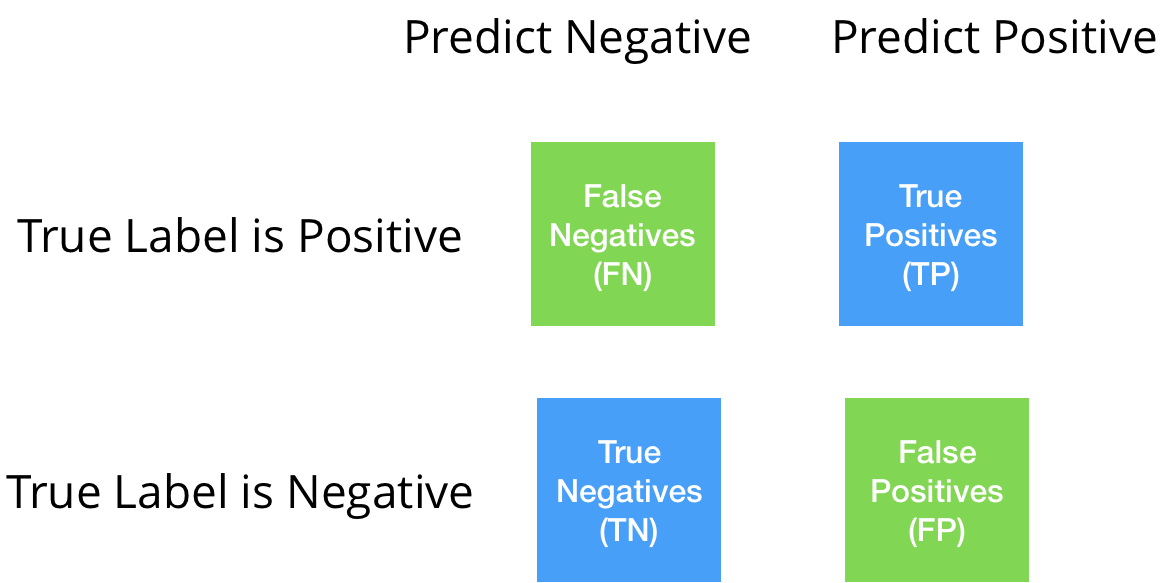 Predict Negative
Predict Positive
True Label is Positive
False
Negatives
(FN)
True
Positives
(TP)
True Label is Negative
True
Negatives
(TN)
False
Positives
(FP)